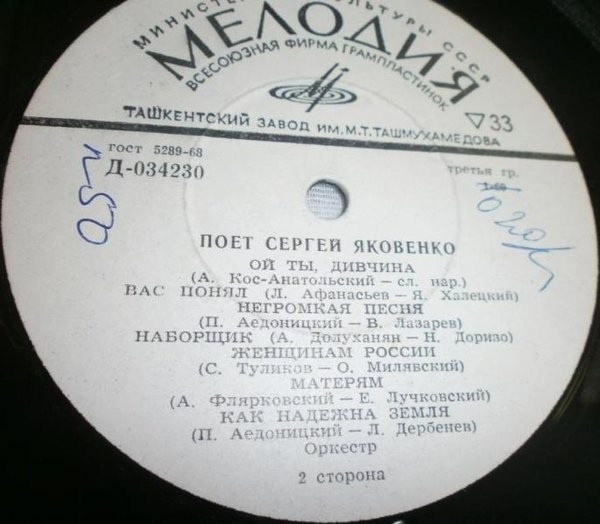 МИНИСТЕРСТВО КУЛЬТУРЫ СССР
МЕЛОДИЯ
ВСЕСОЮЗНАЯ ФИРМА ГРАМПЛАСТИНОК
33
ТАШКЕНТСКИЙ ЗАВОД ИМ. М.Т. ТАШМУХАМЕДОВА
ГОСТ 5289-68
Д-034230
третья гр.
1-60
ПОЕТ СЕРГЕЙ ЯКОВЕНКО
ОЙ ТЫ, ДИВЧИНА
(А. Кос-Анатольский — сл. нар.)
ВАС ПОНЯЛ (Л. Афанасьев — Я. Халецкий)
НЕГРОМКАЯ ПЕСНЯ
(П. Аедоницкий — В. Лазарев)
НАБОРЩИК (А. Долуханян — Н. Доризо)
ЖЕНЩИНАМ РОССИИ
(С. Туликов — О. Милявский)
МАТЕРЯМ
(А. Флярковский — Е. Лучковский)
КАК НАДЕЖНА ЗЕМЛЯ
(П. Аедоницкий — Л. Дербенев)
Оркестр
2 сторона